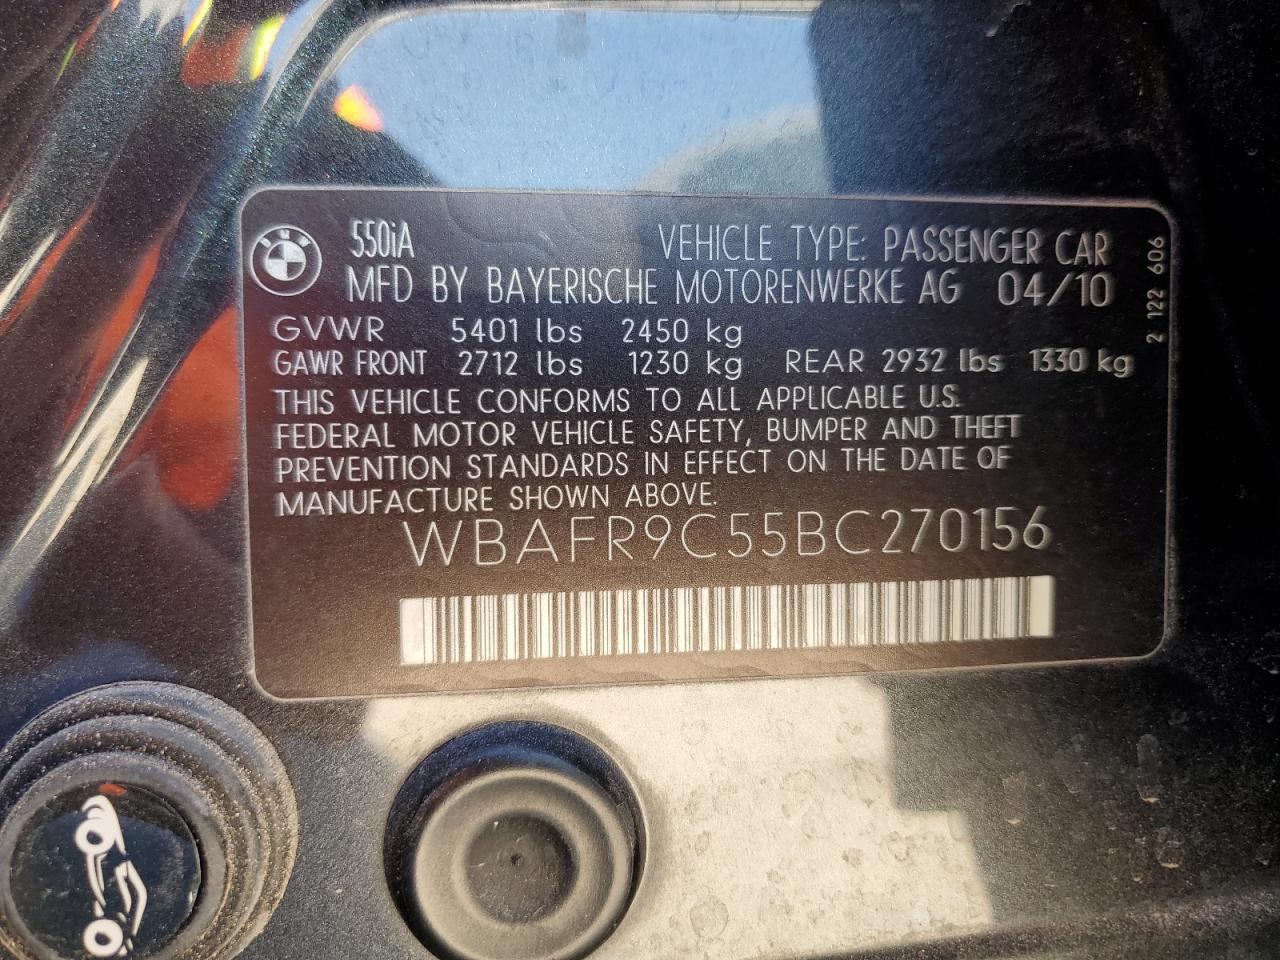 BMW
550iA VEHICLE TYPE: PASSENGER CAR
MFD BY BAYERISCHE MOTORENWERKE AG 04/10
GVWR 5401 lbs 2450 kg
GAWR FRONT 2712 lbs 1230 kg REAR 2932 lbs 1330 kg
THIS VEHICLE CONFORMS TO ALL APPLICABLE U.S.
FEDERAL MOTOR VEHICLE SAFETY, BUMPER AND THEFT
PREVENTION STANDARDS IN EFFECT ON THE DATE OF
MANUFACTURE SHOWN ABOVE.
WBAFR9C55BC270156
2 122 606